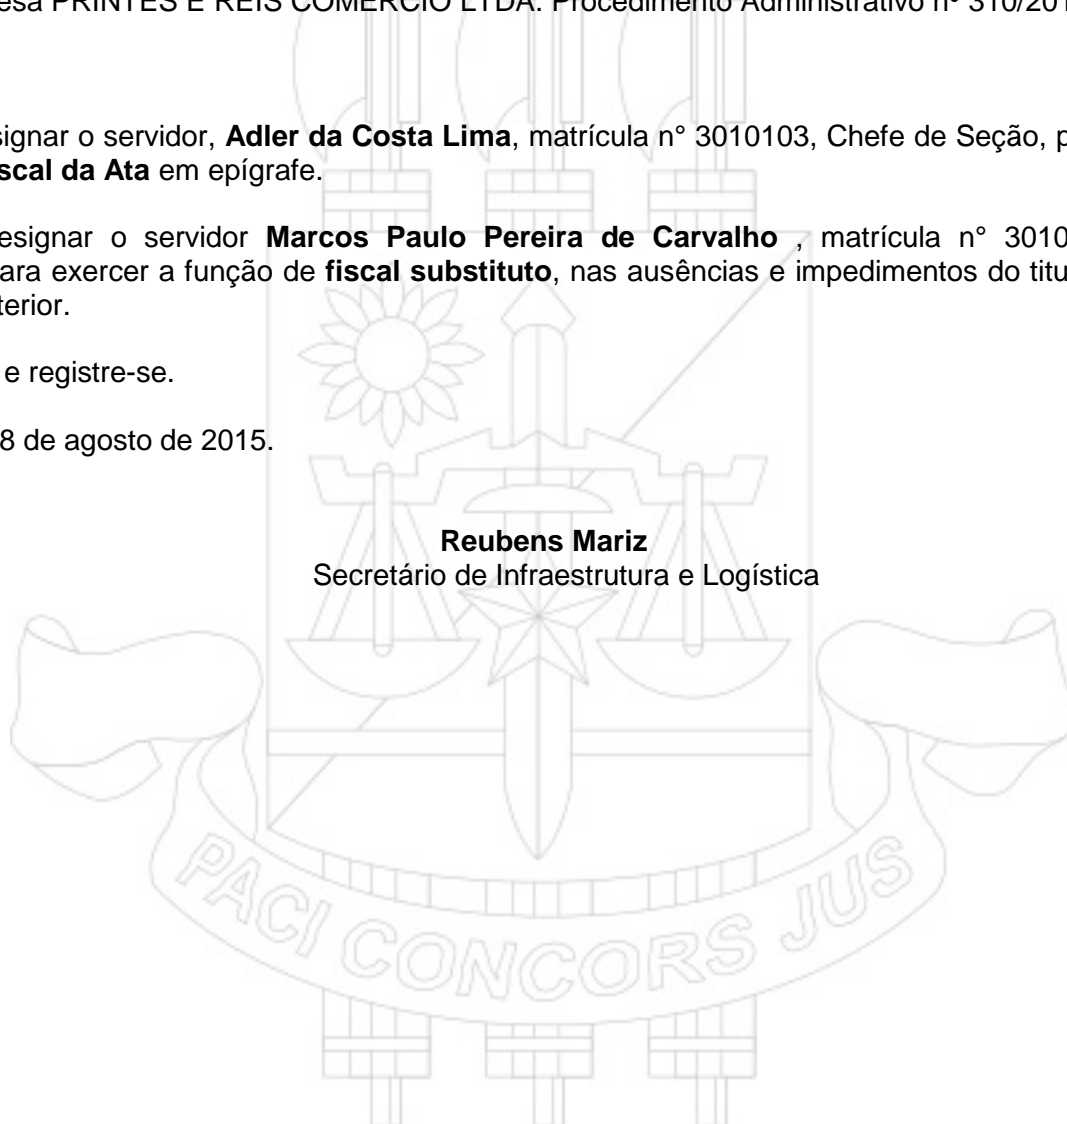 esa PRINTES E REIS COMERCIO LTDA. Procedimento Administrativo nº 310/201
signar o servidor, Adler da Costa Lima, matrícula n° 3010103, Chefe de Seção, p
scal da Ata em epígrafe.
esignar o servidor Marcos Paulo Pereira de Carvalho , matrícula n° 3010
ara exercer a função de fiscal substituto, nas ausências e impedimentos do titu
terior.
e registre-se.
8 de agosto de 2015.
Reubens Mariz
Secretário de Infraestrutura e Logística
PACI CONCORS JUS